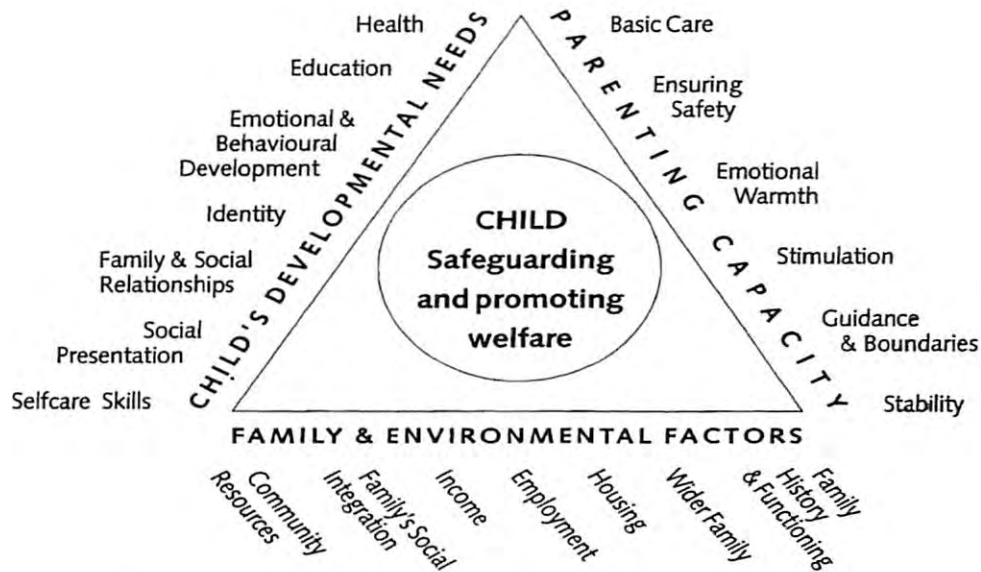 Health
Education
Emotional &
Behavioural
Development
Identity
Family & Social
Relationships
Social
Presentation
Selfcare Skills
CHILD'S DEVELOPMENTAL NEEDS
CHILD
Safeguarding
and promoting
welfare
PARENTING CAPACITY
Basic Care
Ensuring
Safety
Emotional
Warmth
Stimulation
Guidance
& Boundaries
Stability
FAMILY & ENVIRONMENTAL FACTORS
Community
Resources
Family's Social
Integration
Income
Employment
Housing
Wider Family
Family
History
& Functioning